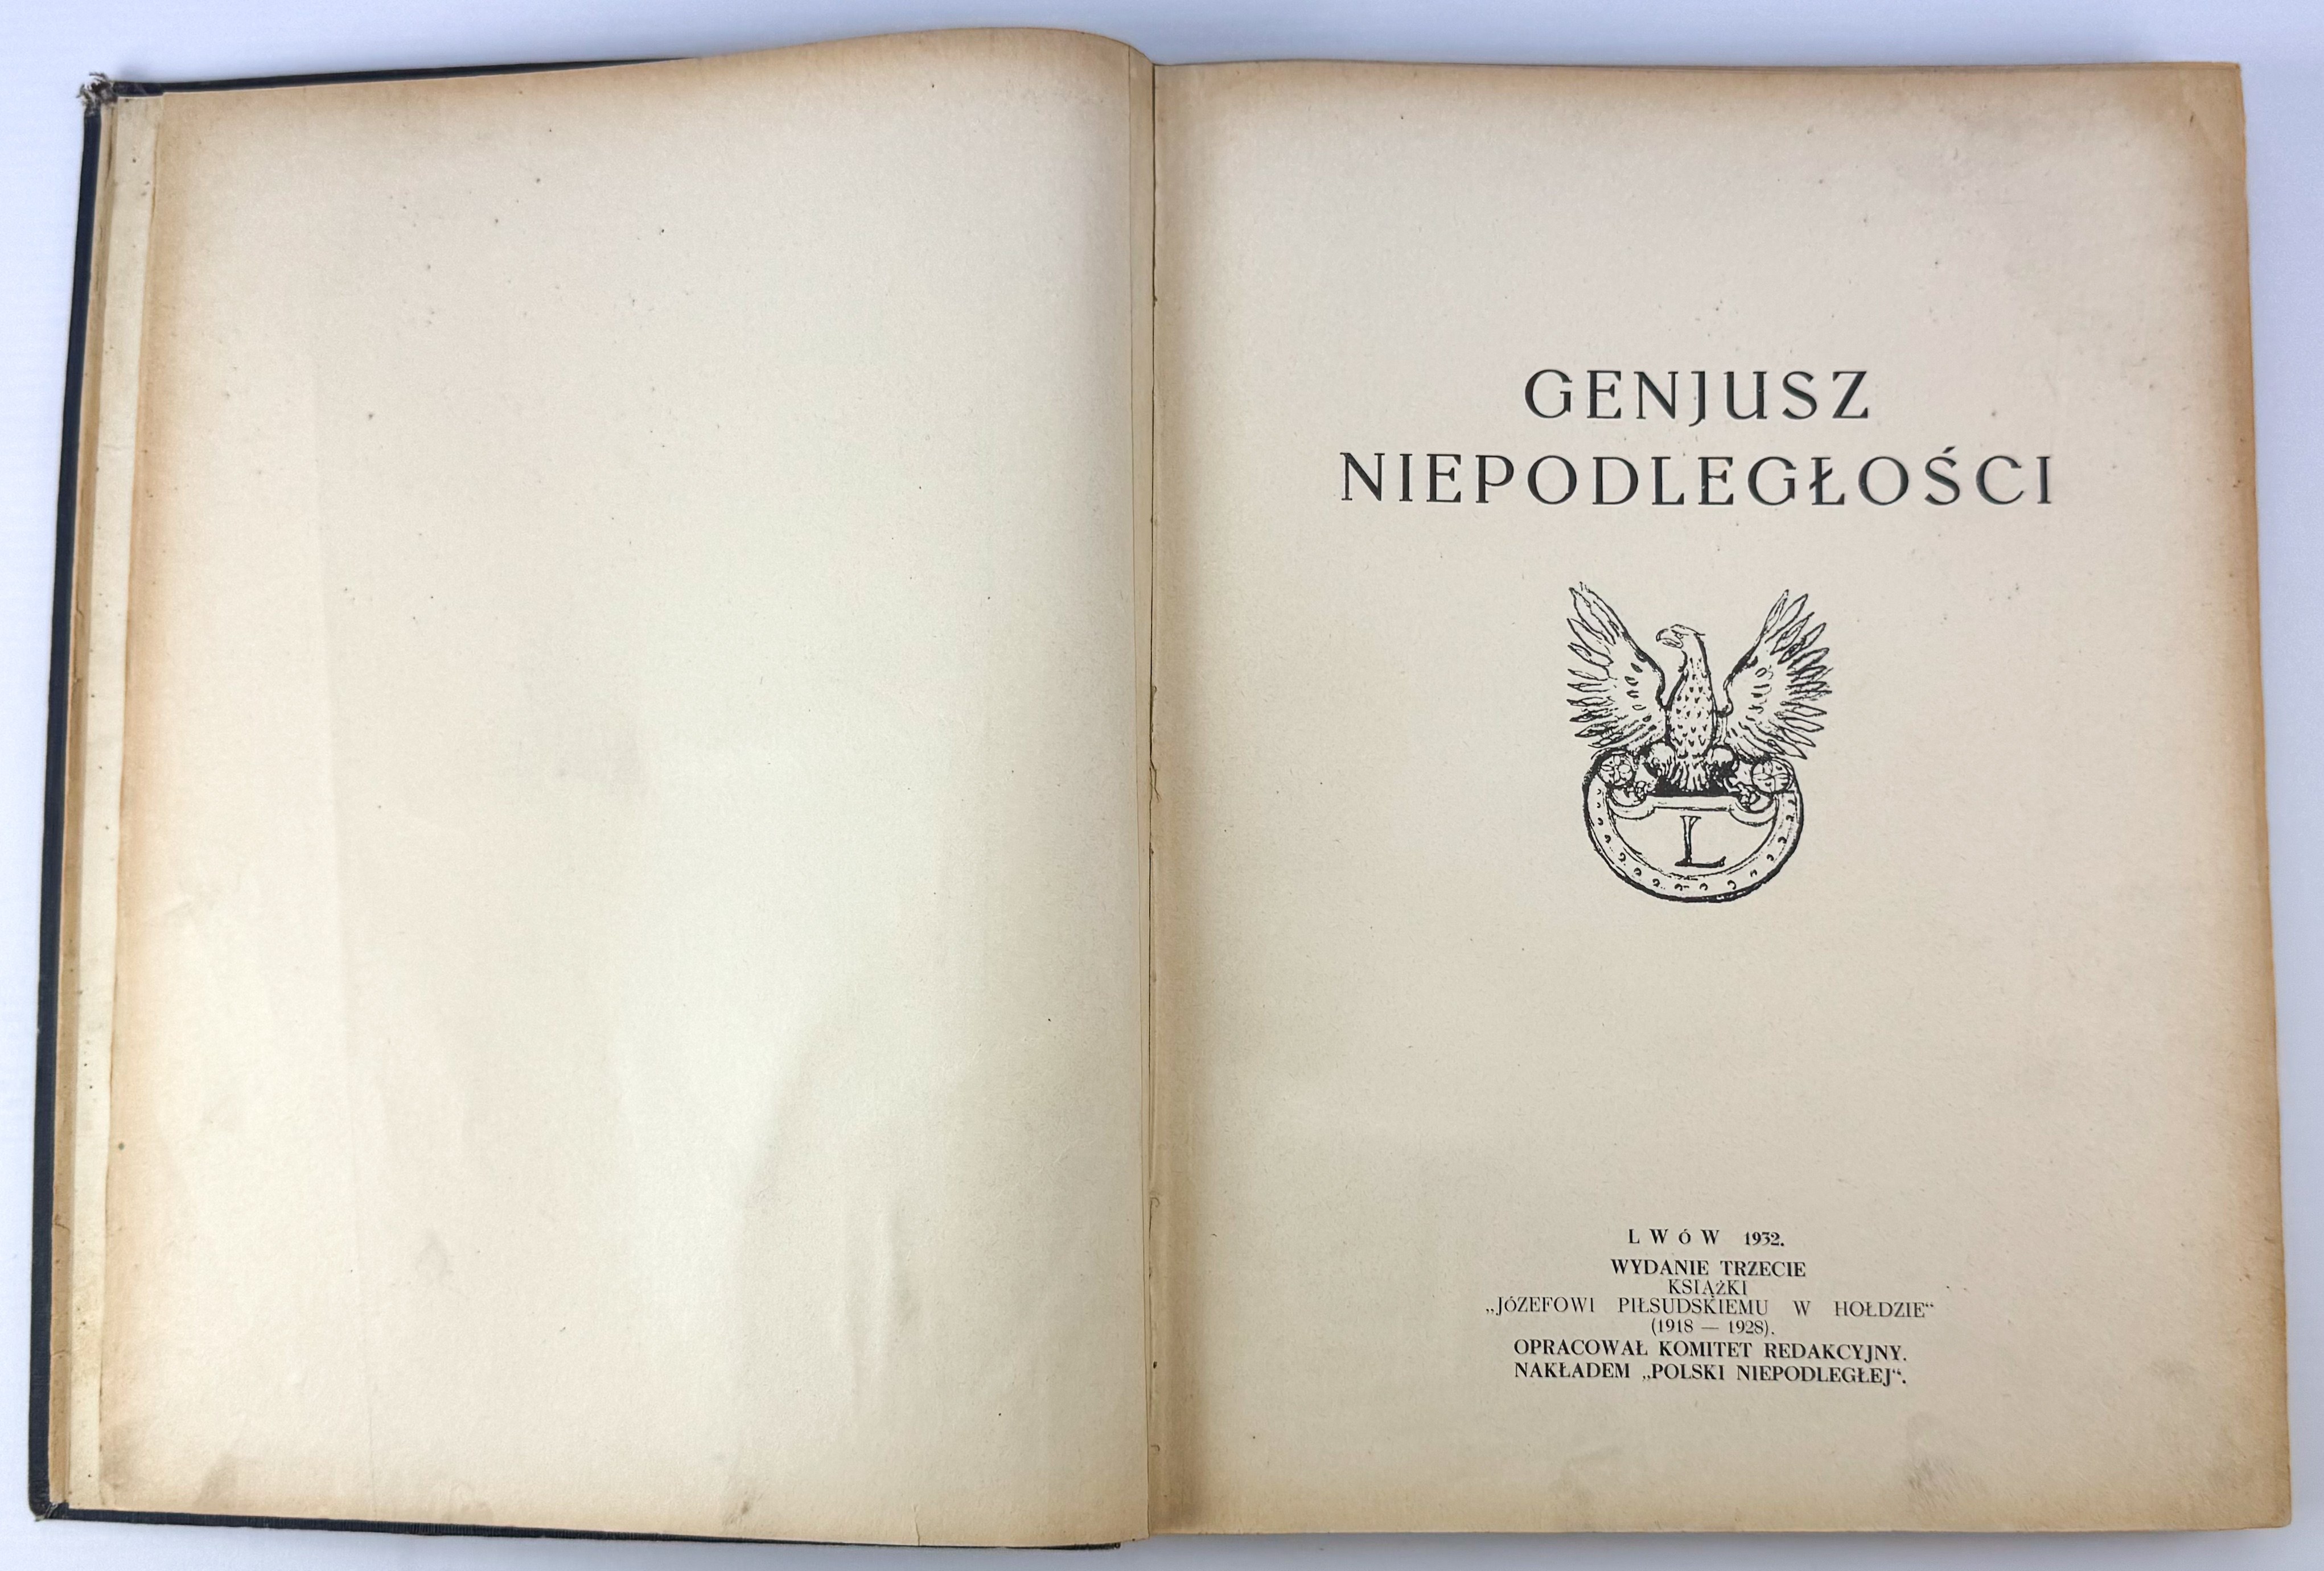 GENJUSZ
NIEPODLEGŁOŚCI
L
LWÓW 1932.
WYDANIE TRZECIE
KSIĄŻKI
„JÓZEFOWI PIŁSUDSKIEMU W HOŁDZIE“
(1918 — 1928).
OPRACOWAŁ KOMITET REDAKCYJNY.
NAKŁADEM „POLSKI NIEPODLEGŁEJ“.